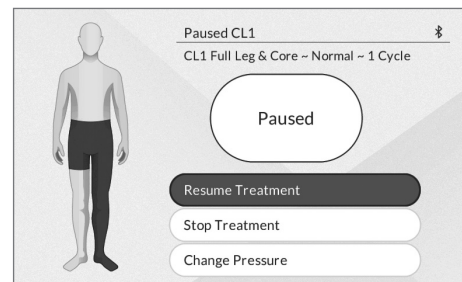 Paused CL1
CL1 Full Leg & Core ~ Normal ~ 1 Cycle
Paused
Resume Treatment
Stop Treatment
Change Pressure